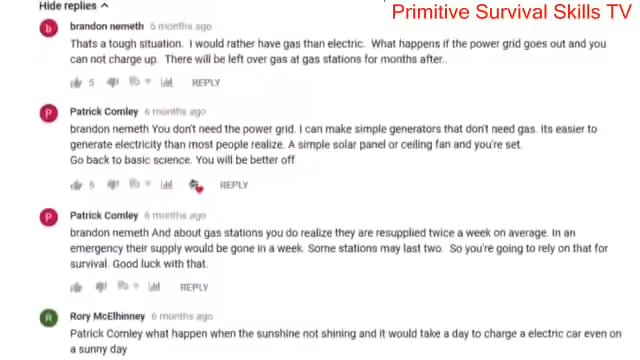 Hide replies
Primitive Survival Skills TV
b
brandon nemeth 6 months ago
Thats a tough situation. I would rather have gas than electric. What happens if the power grid goes out and you
can not charge up. There will be left over gas at gas stations for months after..
5 REPLY
P
Patrick Comley 6 months ago
brandon nemeth You don't need the power grid. I can make simple generators that don't need gas. Its easier to
generate electricity than most people realize. A simple solar panel or ceiling fan and you're set.
Go back to basic science. You will be better off
5 REPLY
P
Patrick Comley 6 months ago
brandon nemeth And about gas stations you do realize they are resupplied twice a week on average. In an
emergency their supply would be gone in a week. Some stations may last two. So you're going to rely on that for
survival. Good luck with that.
REPLY
R
Rory McElhinney 6 months ago
Patrick Comley what happen when the sunshine not shining and it would take a day to charge a electric car even on
a sunny day